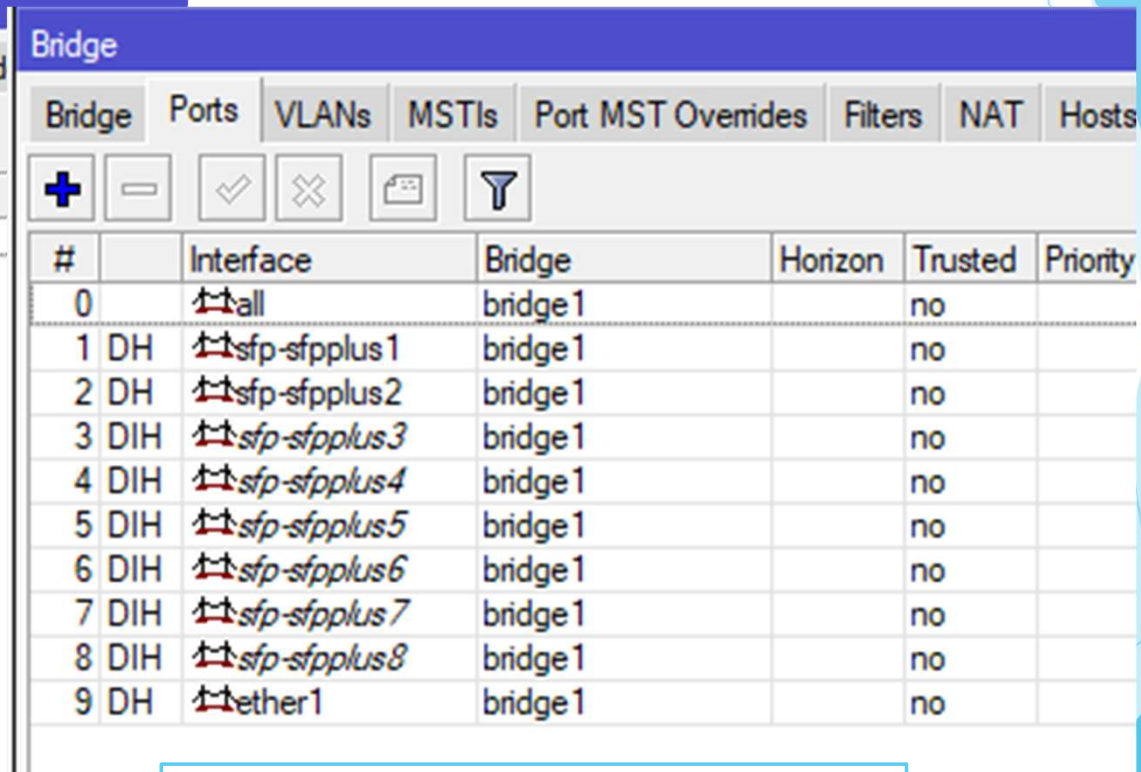 Bridge
Bridge Ports VLANs MSTIs Port MST Overrides Filters NAT Hosts
# Interface Bridge Horizon Trusted Priority
0 all bridge1 no
1 DH sfp-sfpplus1 bridge1 no
2 DH sfp-sfpplus2 bridge1 no
3 DIH sfp-sfpplus3 bridge1 no
4 DIH sfp-sfpplus4 bridge1 no
5 DIH sfp-sfpplus5 bridge1 no
6 DIH sfp-sfpplus6 bridge1 no
7 DIH sfp-sfpplus7 bridge1 no
8 DIH sfp-sfpplus8 bridge1 no
9 DH ether1 bridge1 no